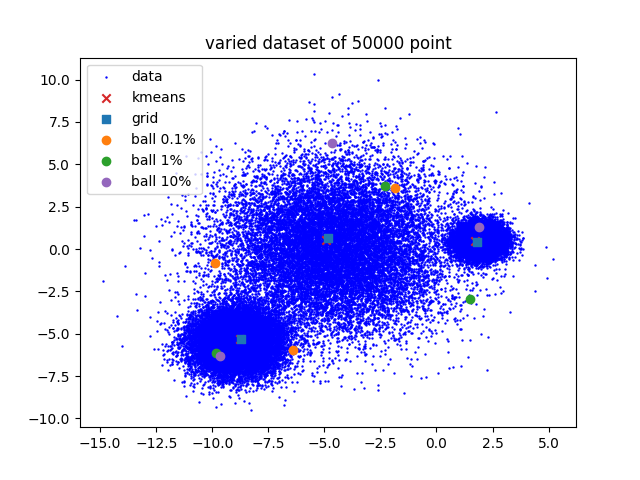 varied dataset of 50000 point
data
kmeans
grid
ball 0.1%
ball 1%
ball 10%
10.0
7.5
5.0
2.5
0.0
−2.5
−5.0
−7.5
−10.0
−15.0 −12.5 −10.0 −7.5 −5.0 −2.5 0.0 2.5 5.0